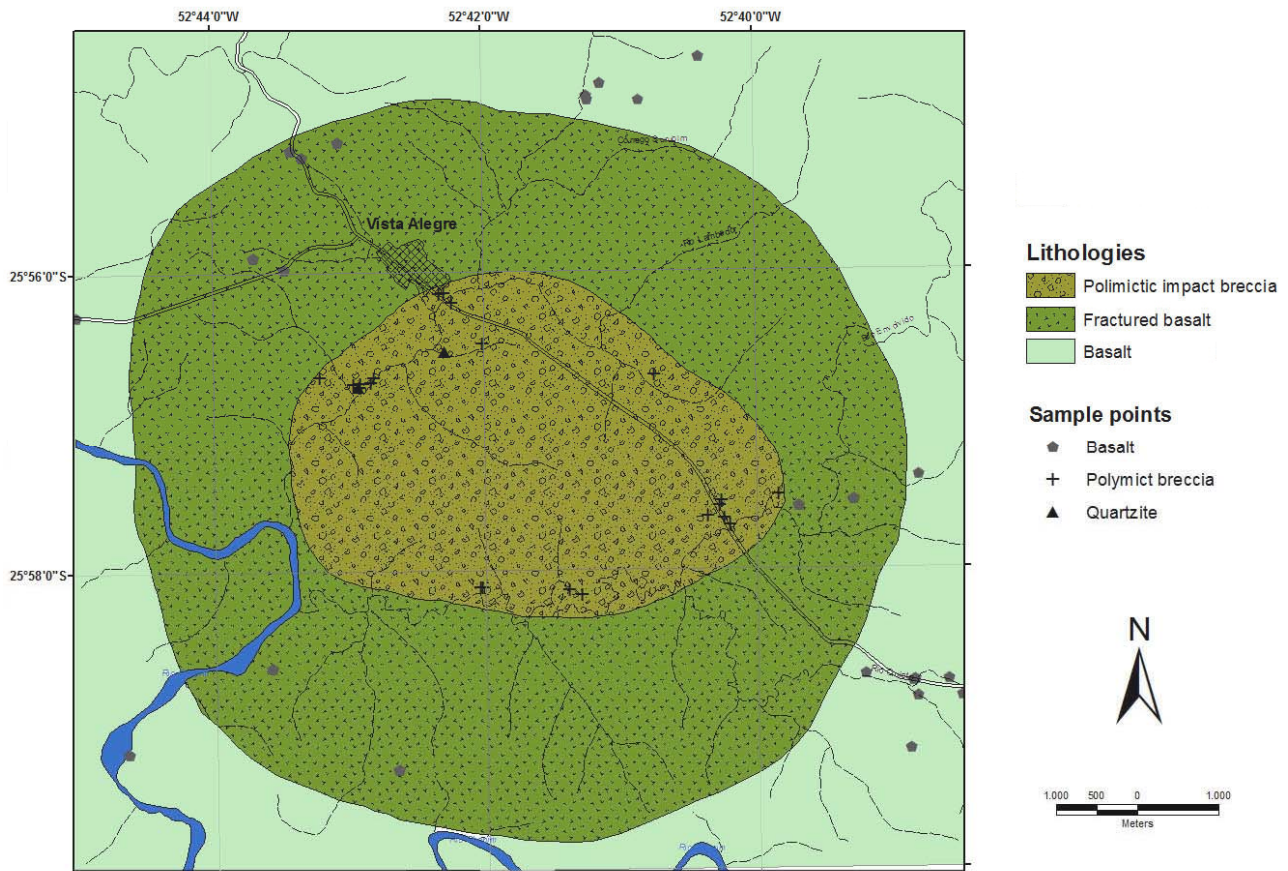 52°44'0"W
52°42'0"W
52°40'0"W
Vista Alegre
25°56'0"S
25°58'0"S
Lithologies
Polimictic impact breccia
Fractured basalt
Basalt
Sample points
Basalt
Polymict breccia
Quartzite
N
1.000 500 0 1.000
Meters